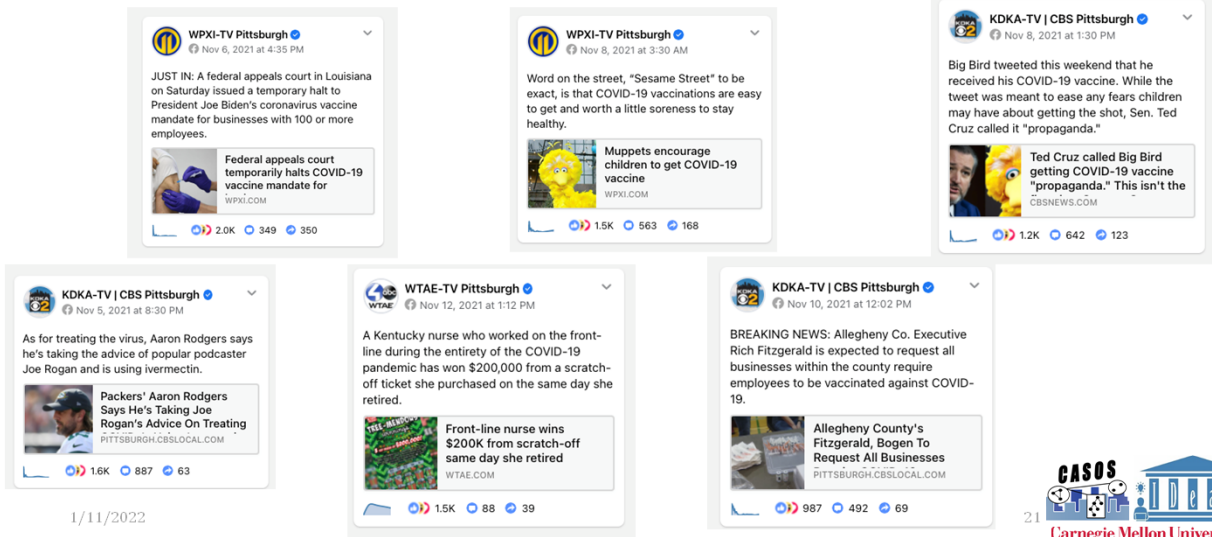 WPXI-TV Pittsburgh
Nov 6, 2021 at 4:35 PM
JUST IN: A federal appeals court in Louisiana
on Saturday issued a temporary halt to
President Joe Biden's coronavirus vaccine
mandate for businesses with 100 or more
employees.
Federal appeals court
temporarily halts COVID-19
vaccine mandate for
WPXI.COM
2.0K 349 350
WPXI-TV Pittsburgh
Nov 8, 2021 at 3:30 AM
Word on the street, “Sesame Street” to be
exact, is that COVID-19 vaccinations are easy
to get and worth a little soreness to stay
healthy.
Muppets encourage
children to get COVID-19
vaccine
WPXI.COM
1.5K 563 168
KDKA-TV | CBS Pittsburgh
Nov 8, 2021 at 1:30 PM
Big Bird tweeted this weekend that he
received his COVID-19 vaccine. While the
tweet was meant to ease any fears children
may have about getting the shot, Sen. Ted
Cruz called it "propaganda."
Ted Cruz called Big Bird
getting COVID-19 vaccine
"propaganda." This isn't the
CBSNEWS.COM
1.2K 642 123
KDKA-TV | CBS Pittsburgh
Nov 5, 2021 at 8:30 PM
As for treating the virus, Aaron Rodgers says
he's taking the advice of popular podcaster
Joe Rogan and is using ivermectin.
Packers' Aaron Rodgers
Says He's Taking Joe
Rogan's Advice On Treating
PITTSBURGH.CBSLOCAL.COM
1.6K 887 63
WTAE-TV Pittsburgh
Nov 12, 2021 at 1:12 PM
A Kentucky nurse who worked on the front-
line during the entirety of the COVID-19
pandemic has won $200,000 from a scratch-
off ticket she purchased on the same day she
retired.
Front-line nurse wins
$200K from scratch-off
same day she retired
WTAE.COM
1.5K 88 39
KDKA-TV | CBS Pittsburgh
Nov 10, 2021 at 12:02 PM
BREAKING NEWS: Allegheny Co. Executive
Rich Fitzgerald is expected to request all
businesses within the county require
employees to be vaccinated against COVID-
19.
Allegheny County's
Fitzgerald, Bogen To
Request All Businesses
PITTSBURGH.CBSLOCAL.COM
987 492 69
1/11/2022
21
CASOS
IDeaS
Carnegie Mellon Univer